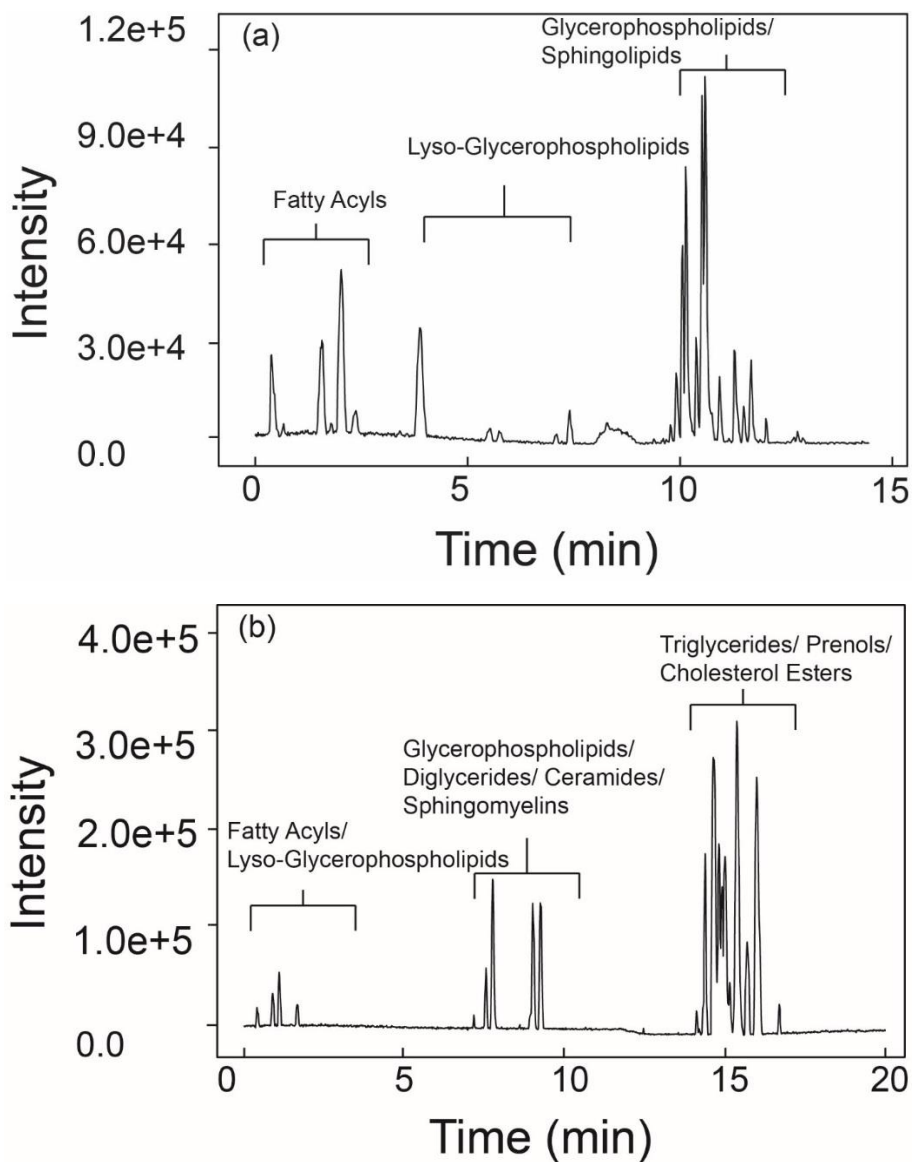 (a)
Glycerophospholipids/
Sphingolipids
Lyso-Glycerophospholipids
Fatty Acyls
1.2e+5
9.0e+4
6.0e+4
3.0e+4
0.0
Intensity
0 5 10 15
Time (min)
(b)
Triglycerides/ Prenols/
Cholesterol Esters
Glycerophospholipids/
Diglycerides/ Ceramides/
Sphingomyelins
Fatty Acyls/
Lyso-Glycerophospholipids
4.0e+5
3.0e+5
2.0e+5
1.0e+5
0.0
Intensity
0 5 10 15 20
Time (min)